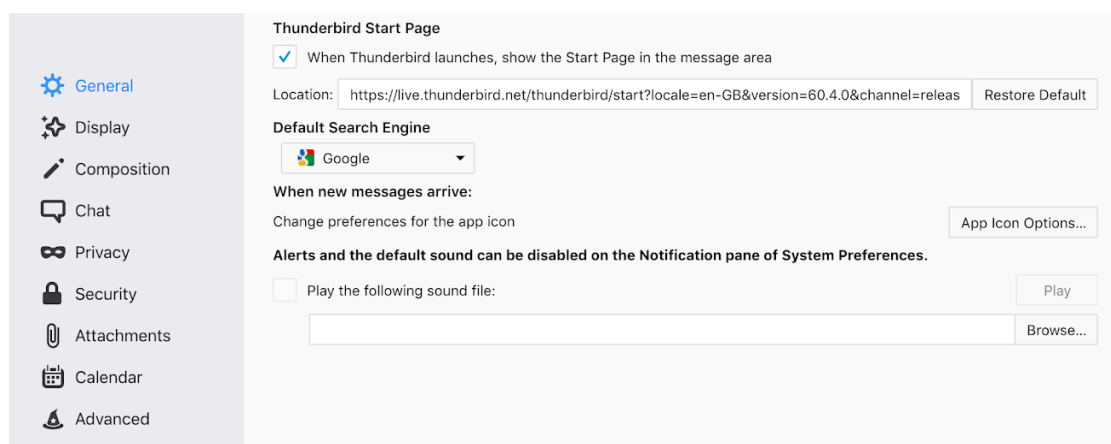 General
Display
Composition
Chat
Privacy
Security
Attachments
Calendar
Advanced
Thunderbird Start Page
When Thunderbird launches, show the Start Page in the message area
Location: https://live.thunderbird.net/thunderbird/start?locale=en-GB&version=60.4.0&channel=releas Restore Default
Default Search Engine
Google
When new messages arrive:
Change preferences for the app icon App Icon Options...
Alerts and the default sound can be disabled on the Notification pane of System Preferences.
Play the following sound file: Play
Browse...